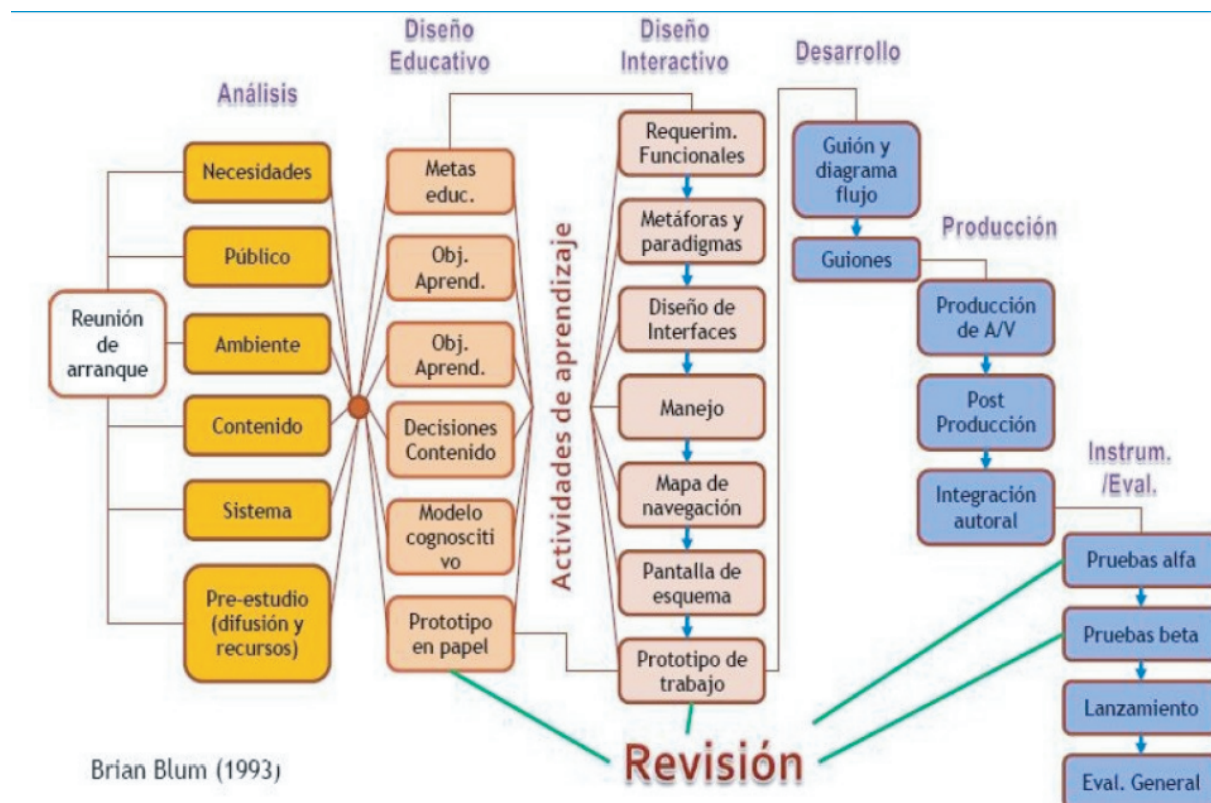 Análisis
Necesidades
Público
Reunión
de
arranque
Ambiente
Contenido
Sistema
Pre-estudio
(difusión y
recursos)
Diseño
Educativo
Metas
educ.
Obj.
Aprend.
Obj.
Aprend.
Decisiones
Contenido
Modelo
cognosciti
vo
Prototipo
en papel
Actividades de aprendizaje
Diseño
Interactivo
Requerim.
Funcionales
Metáforas y
paradigmas
Diseño de
Interfaces
Manejo
Mapa de
navegación
Pantalla de
esquema
Prototipo de
trabajo
Desarrollo
Guión y
diagrama
flujo
Guiones
Producción
Producción
de A/V
Post
Producción
Integración
autoral
Instrum.
/Eval.
Pruebas alfa
Pruebas beta
Lanzamiento
Eval. General
Revisión
Brian Blum (1993)